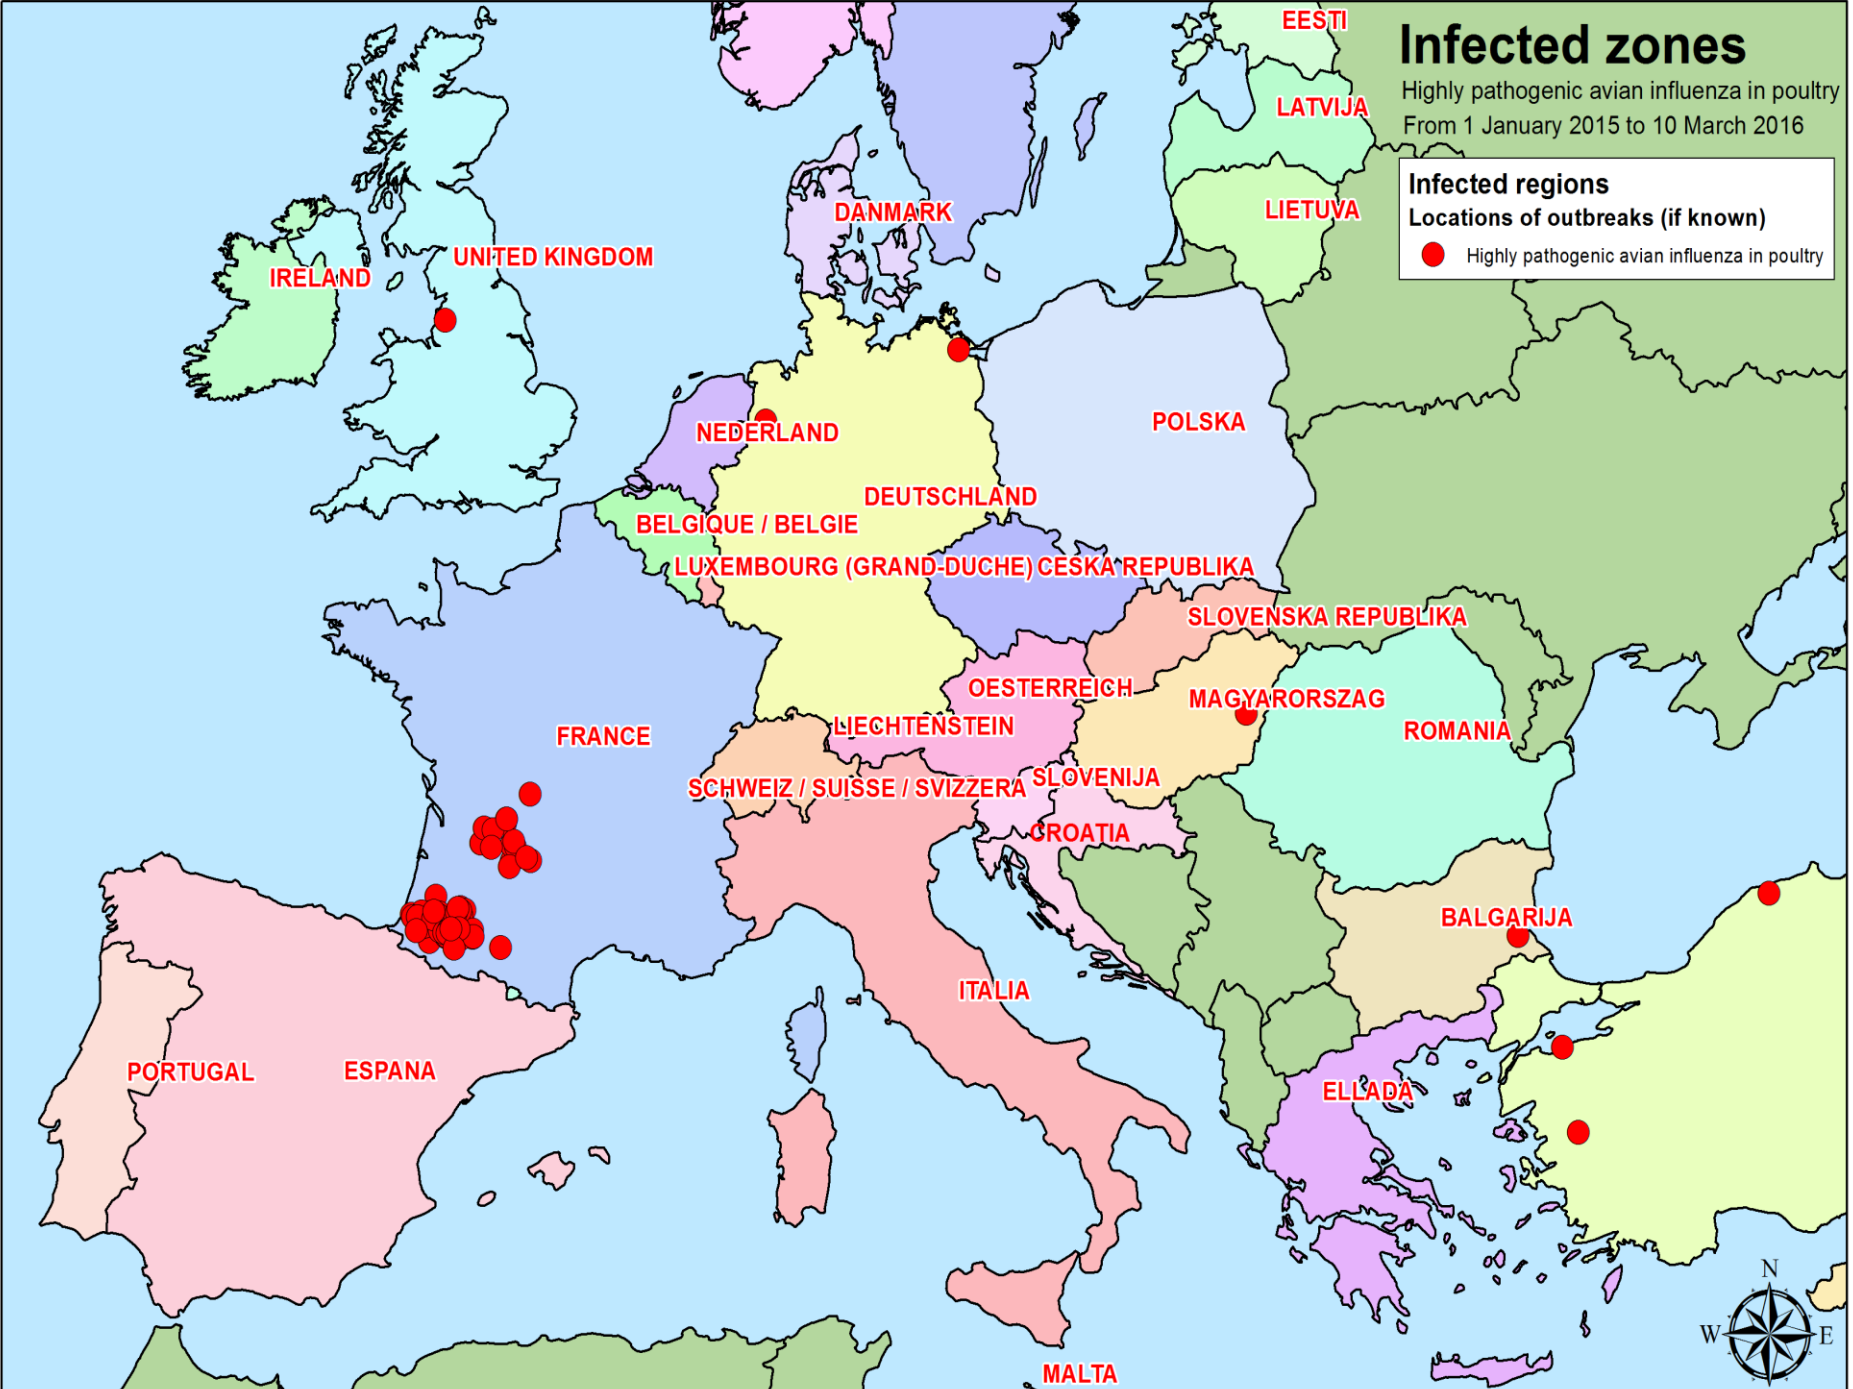 Infected zones
Highly pathogenic avian influenza in poultry
From 1 January 2015 to 10 March 2016
Infected regions
Locations of outbreaks (if known)
Highly pathogenic avian influenza in poultry
EESTI
LATVIJA
LIETUVA
DANMARK
UNITED KINGDOM
IRELAND
POLSKA
NEDERLAND
DEUTSCHLAND
BELGIQUE / BELGIE
LUXEMBOURG (GRAND-DUCHE)
CESKA REPUBLIKA
SLOVENSKA REPUBLIKA
OESTERREICH
MAGYARORSZAG
LIECHTENSTEIN
ROMANIA
FRANCE
SLOVENIJA
SCHWEIZ / SUISSE / SVIZZERA
CROATIA
BALGARIJA
ITALIA
PORTUGAL
ESPANA
ELLADA
MALTA
N
W
E